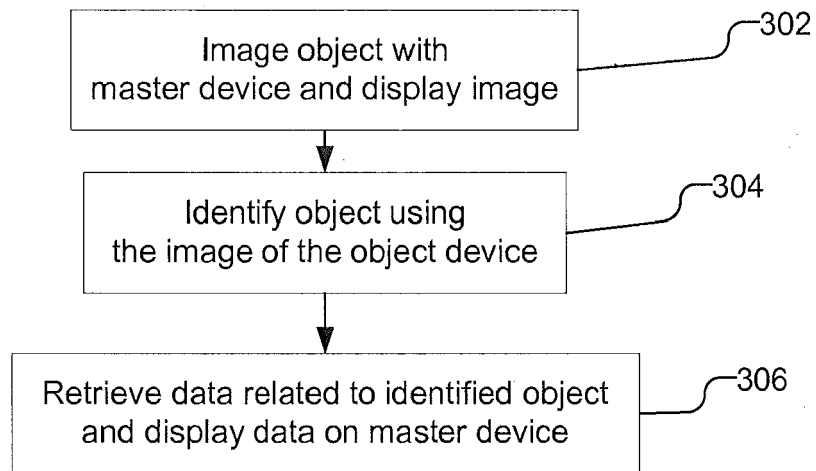 302
Image object with
master device and display image
304
Identify object using
the image of the object device
306
Retrieve data related to identified object
and display data on master device